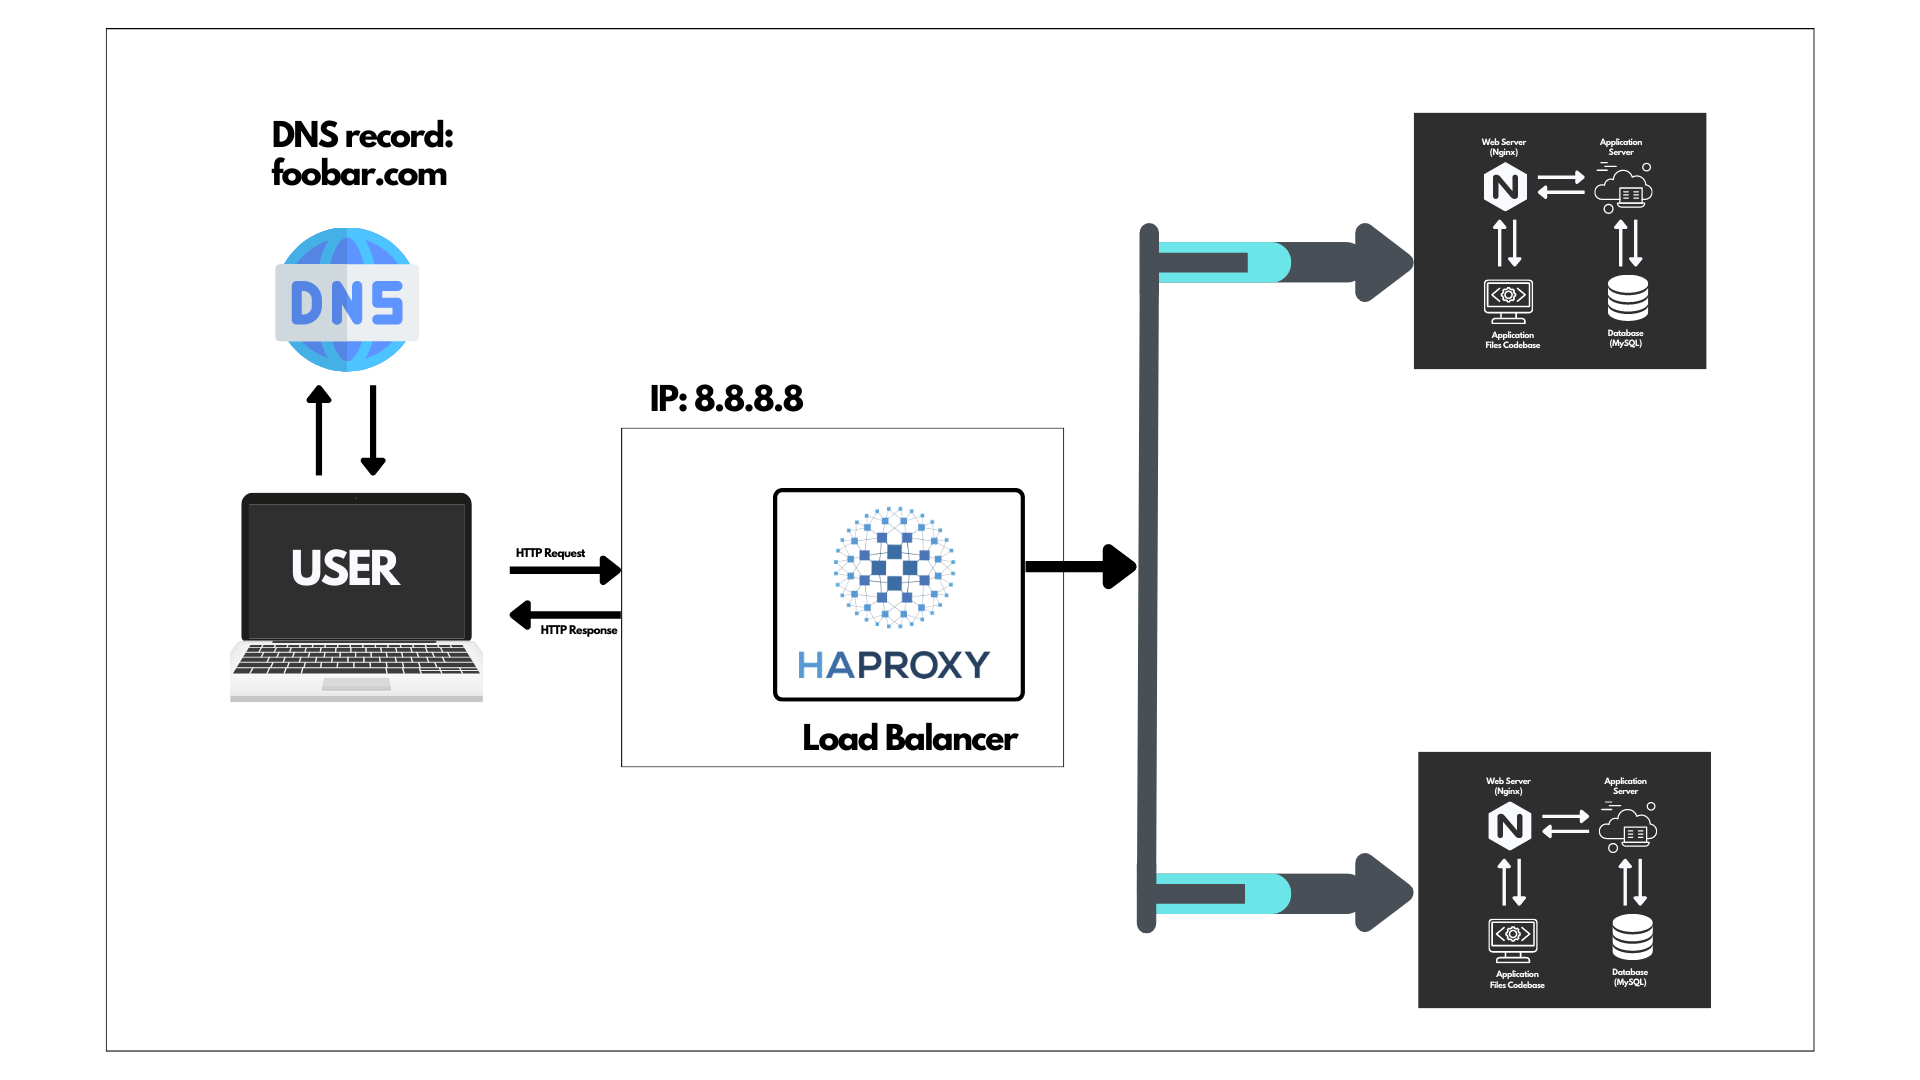 DNS record:
foobar.com
DNS
USER
HTTP Request
HTTP Response
IP: 8.8.8.8
HAPROXY
Load Balancer
Web Server
(Nginx)
Application
Server
N
Application
Files Codebase
Database
(MySQL)
Web Server
(Nginx)
Application
Server
N
Application
Files Codebase
Database
(MySQL)